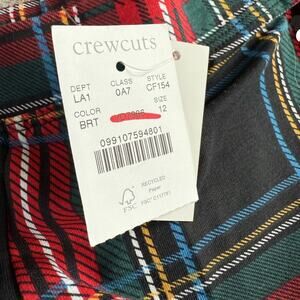 crewcuts
DEPT CLASS STYLE
LA1 0A7 CF154
COLOR SIZE
BRT 12
099107594801
FSC
RECYCLED
Paper